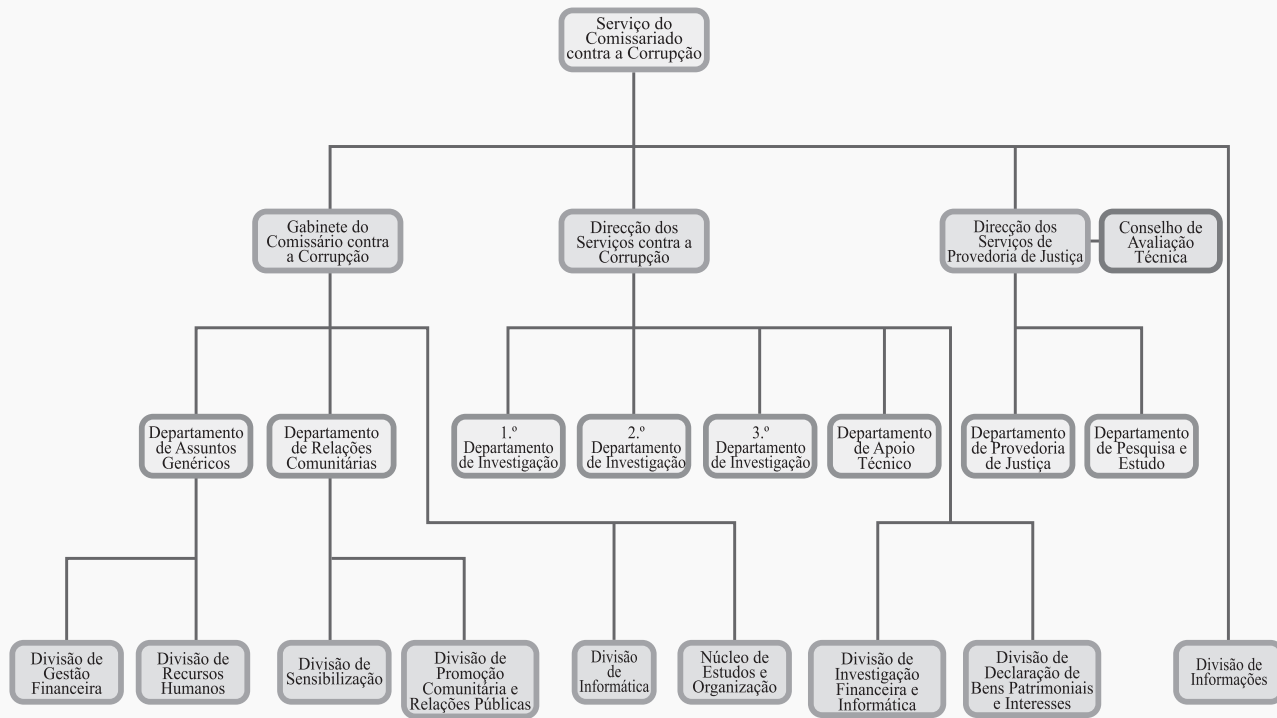 Serviço do
Comissariado
contra a Corrupção
Gabinete do
Comissário contra
a Corrupção
Direcção dos
Serviços contra a
Corrupção
Direcção dos
Serviços de
Provedoria de Justiça
Conselho de
Avaliação
Técnica
Departamento
de Assuntos
Genéricos
Departamento
de Relações
Comunitárias
1.º
Departamento
de Investigação
2.º
Departamento
de Investigação
3.º
Departamento
de Investigação
Departamento
de Apoio
Técnico
Departamento
de Provedoria
de Justiça
Departamento
de Pesquisa e
Estudo
Divisão de
Gestão
Financeira
Divisão de
Recursos
Humanos
Divisão de
Sensibilização
Divisão de
Promoção
Comunitária e
Relações Públicas
Divisão
de
Informática
Núcleo de
Estudos e
Organização
Divisão de
Investigação
Financeira e
Informática
Divisão de
Declaração de
Bens Patrimoniais
e Interesses
Divisão de
Informações